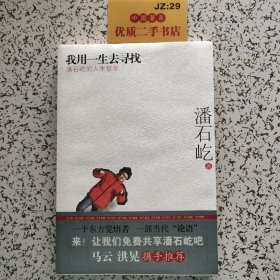 JZ:29
中国著名
优质二手书店
我用一生去寻找
潘石屹的人生哲学
潘石屹
著
一个东方觉悟者 一部当代“论语”
来！让我们免费共享潘石屹吧
马云 洪晃 携手推荐